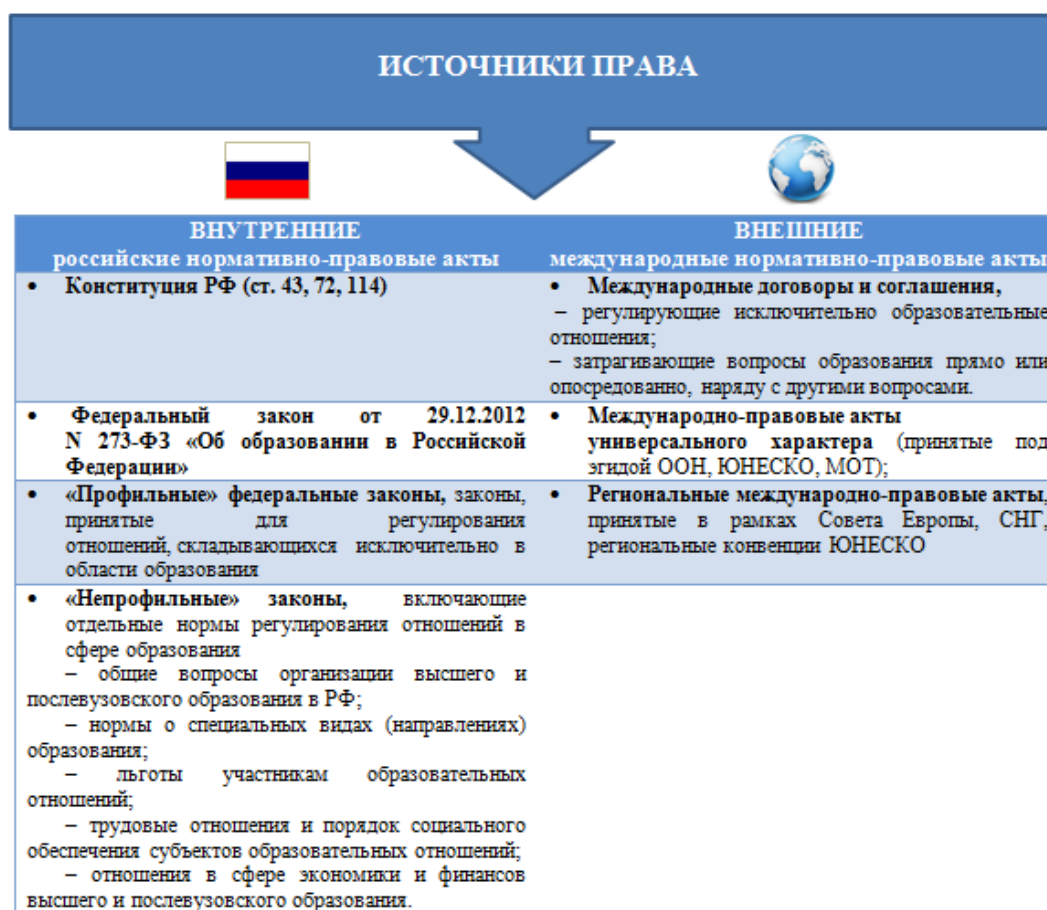 ИСТОЧНИКИ ПРАВА
ВНУТРЕННИЕ
российские нормативно-правовые акты
• Конституция РФ (ст. 43, 72, 114)
• Федеральный закон от 29.12.2012
N 273-ФЗ «Об образовании в Российской
Федерации»
• «Профильные» федеральные законы, законы,
принятые для регулирования
отношений, складывающихся исключительно в
области образования
• «Непрофильные» законы, включающие
отдельные нормы регулирования отношений в
сфере образования
– общие вопросы организации высшего и
послевузовского образования в РФ;
– нормы о специальных видах (направлениях)
образования;
– льготы участникам образовательных
отношений;
– трудовые отношения и порядок социального
обеспечения субъектов образовательных отношений;
– отношения в сфере экономики и финансов
высшего и послевузовского образования.
ВНЕШНИЕ
международные нормативно-правовые акты
• Международные договоры и соглашения,
– регулирующие исключительно образовательные
отношения;
– затрагивающие вопросы образования прямо или
опосредованно, наряду с другими вопросами.
• Международно-правовые акты
универсального характера (принятые под
эгидой ООН, ЮНЕСКО, МОТ);
• Региональные международно-правовые акты,
принятые в рамках Совета Европы, СНГ,
региональные конвенции ЮНЕСКО